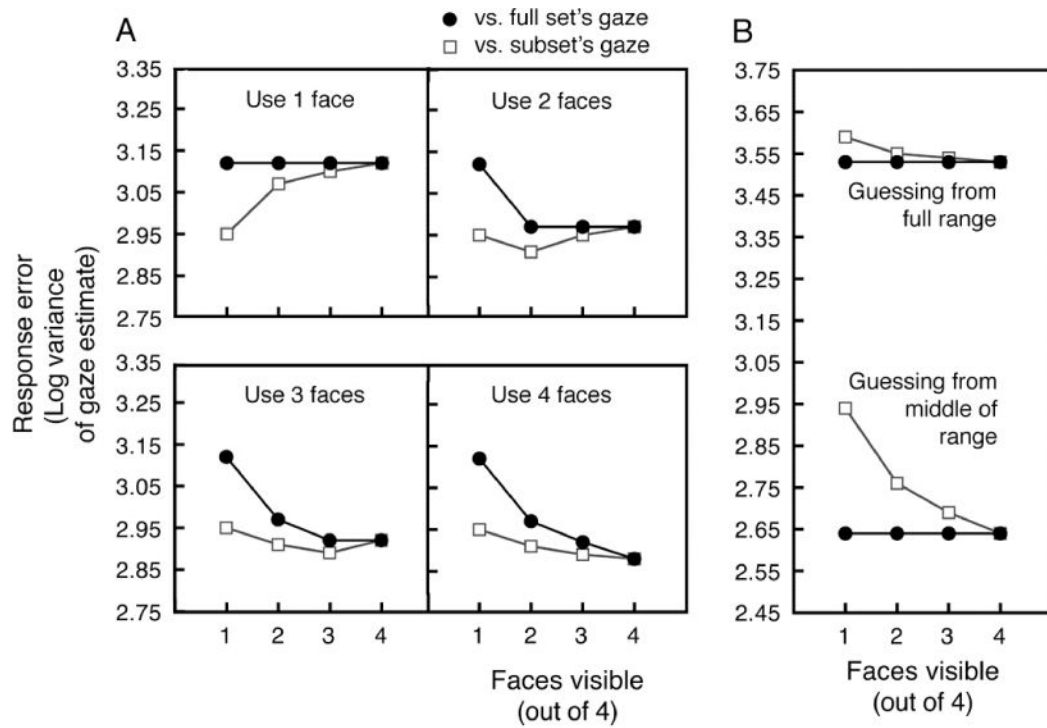 A
vs. full set's gaze
vs. subset's gaze
B
Response error
(Log variance
of gaze estimate)
3.35
3.25
3.15
3.05
2.95
2.85
2.75
Use 1 face
Use 2 faces
3.35
3.25
3.15
3.05
2.95
2.85
2.75
Use 3 faces
Use 4 faces
1 2 3 4
1 2 3 4
Faces visible
(out of 4)
3.75
3.65
3.55
3.45
3.35
3.25
3.15
3.05
2.95
2.85
2.75
2.65
2.55
2.45
Guessing from
full range
Guessing from
middle of
range
1 2 3 4
Faces visible
(out of 4)